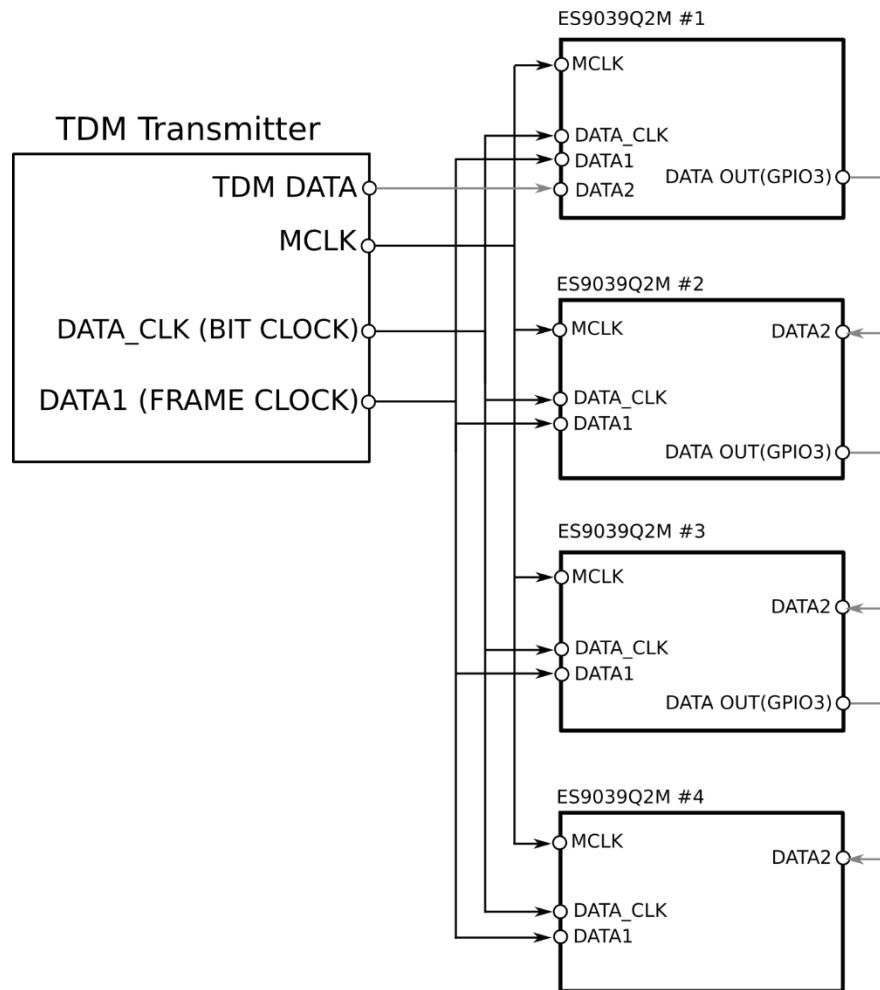 TDM Transmitter
TDM DATA
MCLK
DATA_CLK (BIT CLOCK)
DATA1 (FRAME CLOCK)
ES9039Q2M #1
MCLK
DATA_CLK
DATA1
DATA2
DATA OUT(GPIO3)
ES9039Q2M #2
MCLK
DATA2
DATA_CLK
DATA1
DATA OUT(GPIO3)
ES9039Q2M #3
MCLK
DATA2
DATA_CLK
DATA1
DATA OUT(GPIO3)
ES9039Q2M #4
MCLK
DATA2
DATA_CLK
DATA1